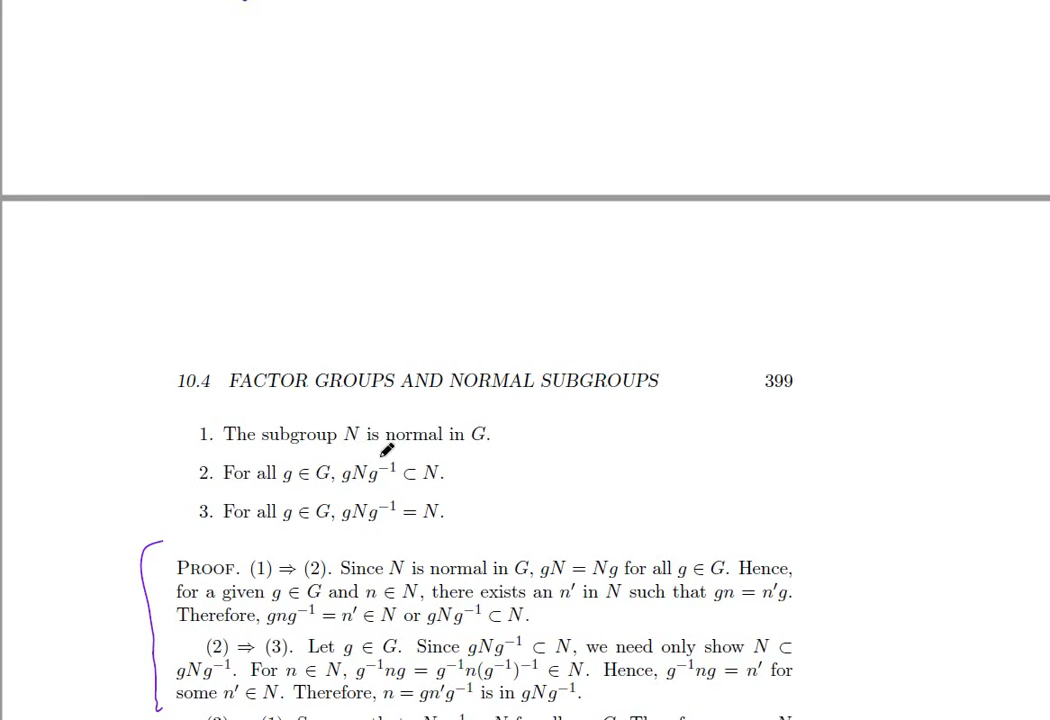 10.4 FACTOR GROUPS AND NORMAL SUBGROUPS 399
1. The subgroup N is normal in G.
2. For all g ∈ G, gNg⁻¹ ⊂ N.
3. For all g ∈ G, gNg⁻¹ = N.
PROOF. (1) ⇒ (2). Since N is normal in G, gN = Ng for all g ∈ G. Hence,
for a given g ∈ G and n ∈ N, there exists an n′ in N such that gn = n′g.
Therefore, gng⁻¹ = n′ ∈ N or gNg⁻¹ ⊂ N.
(2) ⇒ (3). Let g ∈ G. Since gNg⁻¹ ⊂ N, we need only show N ⊂
gNg⁻¹. For n ∈ N, g⁻¹ng = g⁻¹n(g⁻¹)⁻¹ ∈ N. Hence, g⁻¹ng = n′ for
some n′ ∈ N. Therefore, n = gn′g⁻¹ is in gNg⁻¹.